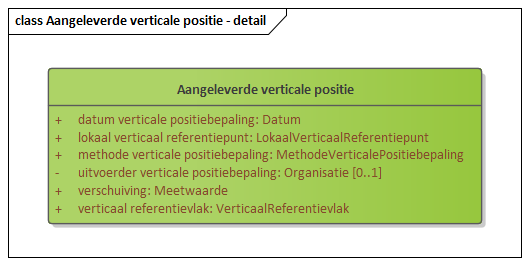 class Aangeleverde verticale positie - detail
Aangeleverde verticale positie
+ datum verticale positiebepaling: Datum
+ lokaal verticaal referentiepunt: LokaalVerticaalReferentiepunt
+ methode verticale positiebepaling: MethodeVerticalePositiebepaling
- uitvoerder verticale positiebepaling: Organisatie [0..1]
+ verschuiving: Meetwaarde
+ verticaal referentievlak: VerticaalReferentievlak